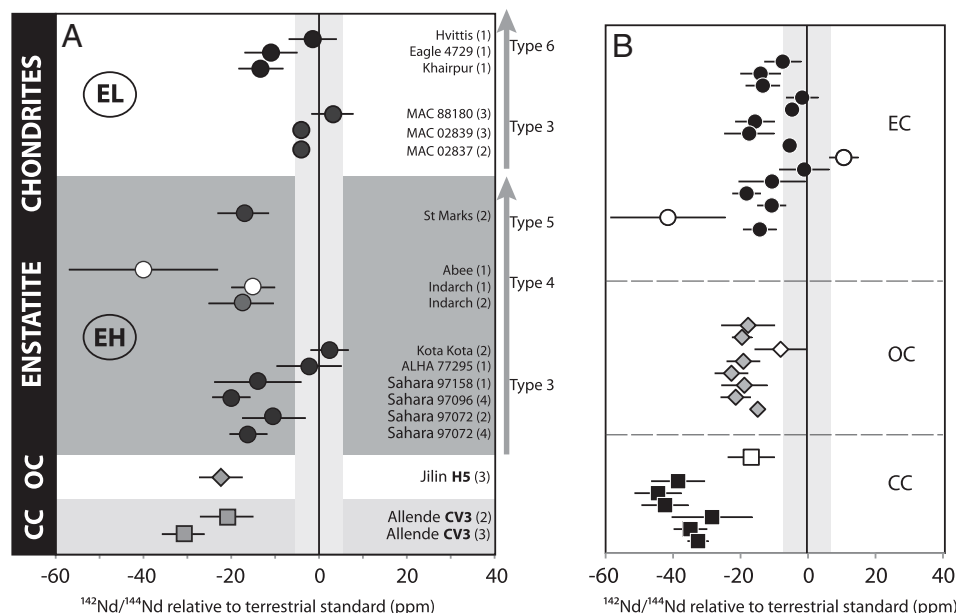 A
CHONDRITES
ENSTATITE
OC
CC
EL
EH
Hvittis (1)
Eagle 4729 (1)
Khairpur (1)
Type 6
MAC 88180 (3)
MAC 02839 (3)
MAC 02837 (2)
Type 3
St Marks (2)
Type 5
Abee (1)
Indarch (1)
Indarch (2)
Type 4
Kota Kota (2)
ALHA 77295 (1)
Sahara 97158 (1)
Sahara 97096 (4)
Sahara 97072 (2)
Sahara 97072 (4)
Type 3
Jilin H5 (3)
Allende CV3 (2)
Allende CV3 (3)
-60 -40 -20 0 20 40
¹⁴²Nd/¹⁴⁴Nd relative to terrestrial standard (ppm)
B
EC
OC
CC
-60 -40 -20 0 20 40
¹⁴²Nd/¹⁴⁴Nd relative to terrestrial standard (ppm)